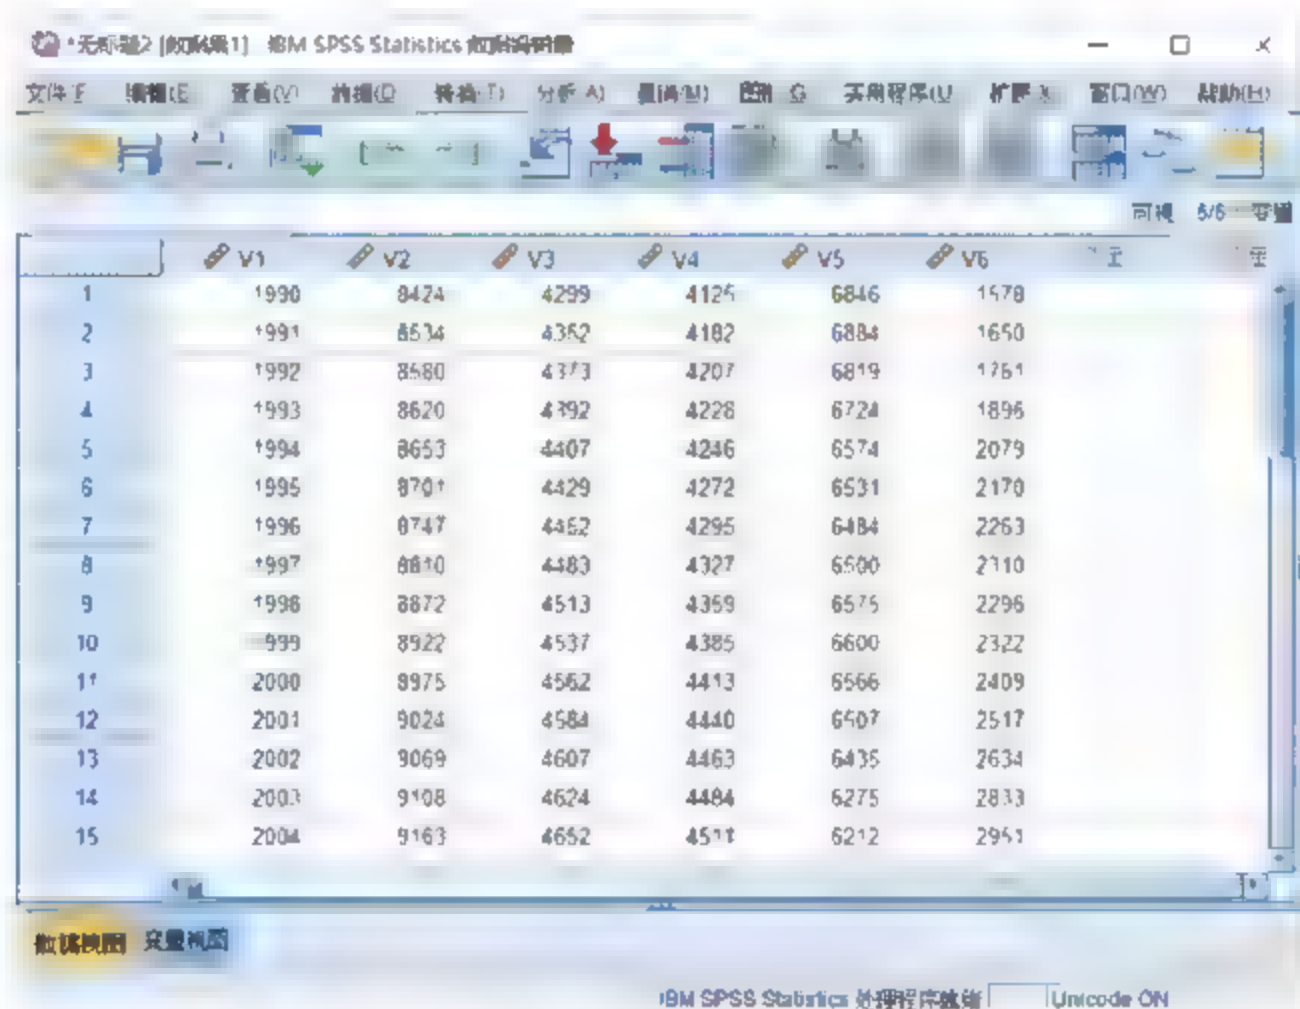 *无标题2 [数据集1] - IBM SPSS Statistics 数据编辑器
文件(F) 编辑(E) 查看(V) 数据(D) 转换(T) 分析(A) 直销(M) 图形(G) 实用程序(U) 扩展(X) 窗口(W) 帮助(H)
可视: 6/6 变量
V1 V2 V3 V4 V5 V6
1 1990 8424 4299 4125 6846 1578
2 1991 8534 4352 4182 6884 1650
3 1992 8580 4373 4207 6819 1761
4 1993 8620 4392 4228 6724 1896
5 1994 8653 4407 4246 6574 2079
6 1995 8701 4429 4272 6531 2170
7 1996 8747 4452 4295 6484 2263
8 1997 8810 4483 4327 6500 2310
9 1998 8872 4513 4359 6575 2296
10 1999 8922 4537 4385 6600 2322
11 2000 8975 4562 4413 6566 2409
12 2001 9024 4584 4440 6507 2517
13 2002 9069 4607 4463 6435 2634
14 2003 9108 4624 4484 6275 2833
15 2004 9163 4652 4511 6212 2951
数据视图 变量视图
IBM SPSS Statistics 处理程序就绪 Unicode:ON